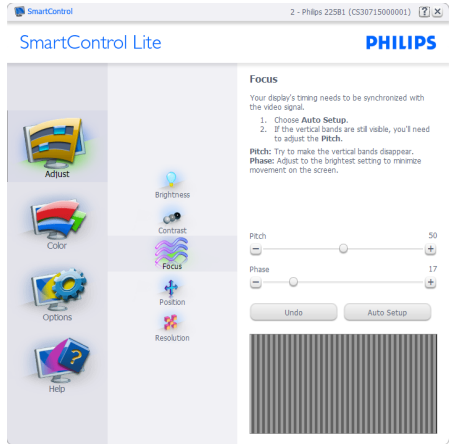 SmartControl
2 - Philips 225B1 (CS30715000001)
SmartControl Lite
PHILIPS
Adjust
Color
Options
Help
Brightness
Contrast
Focus
Position
Resolution
Focus
Your display's timing needs to be synchronized with
the video signal.
1. Choose Auto Setup.
2. If the vertical bands are still visible, you'll need
to adjust the Pitch.
Pitch: Try to make the vertical bands disappear.
Phase: Adjust to the brightest setting to minimize
movement on the screen.
Pitch 50
Phase 17
Undo
Auto Setup